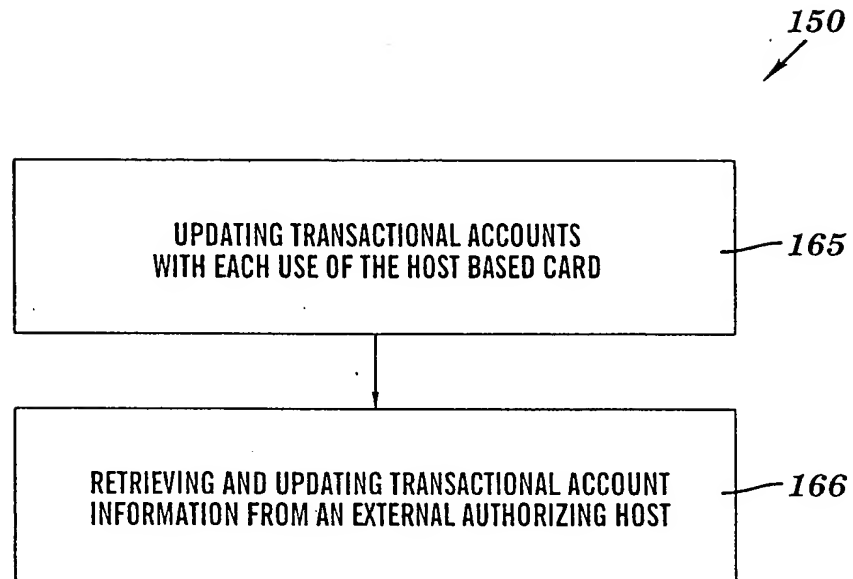 150
UPDATING TRANSACTIONAL ACCOUNTS
WITH EACH USE OF THE HOST BASED CARD
165
RETRIEVING AND UPDATING TRANSACTIONAL ACCOUNT
INFORMATION FROM AN EXTERNAL AUTHORIZING HOST
166